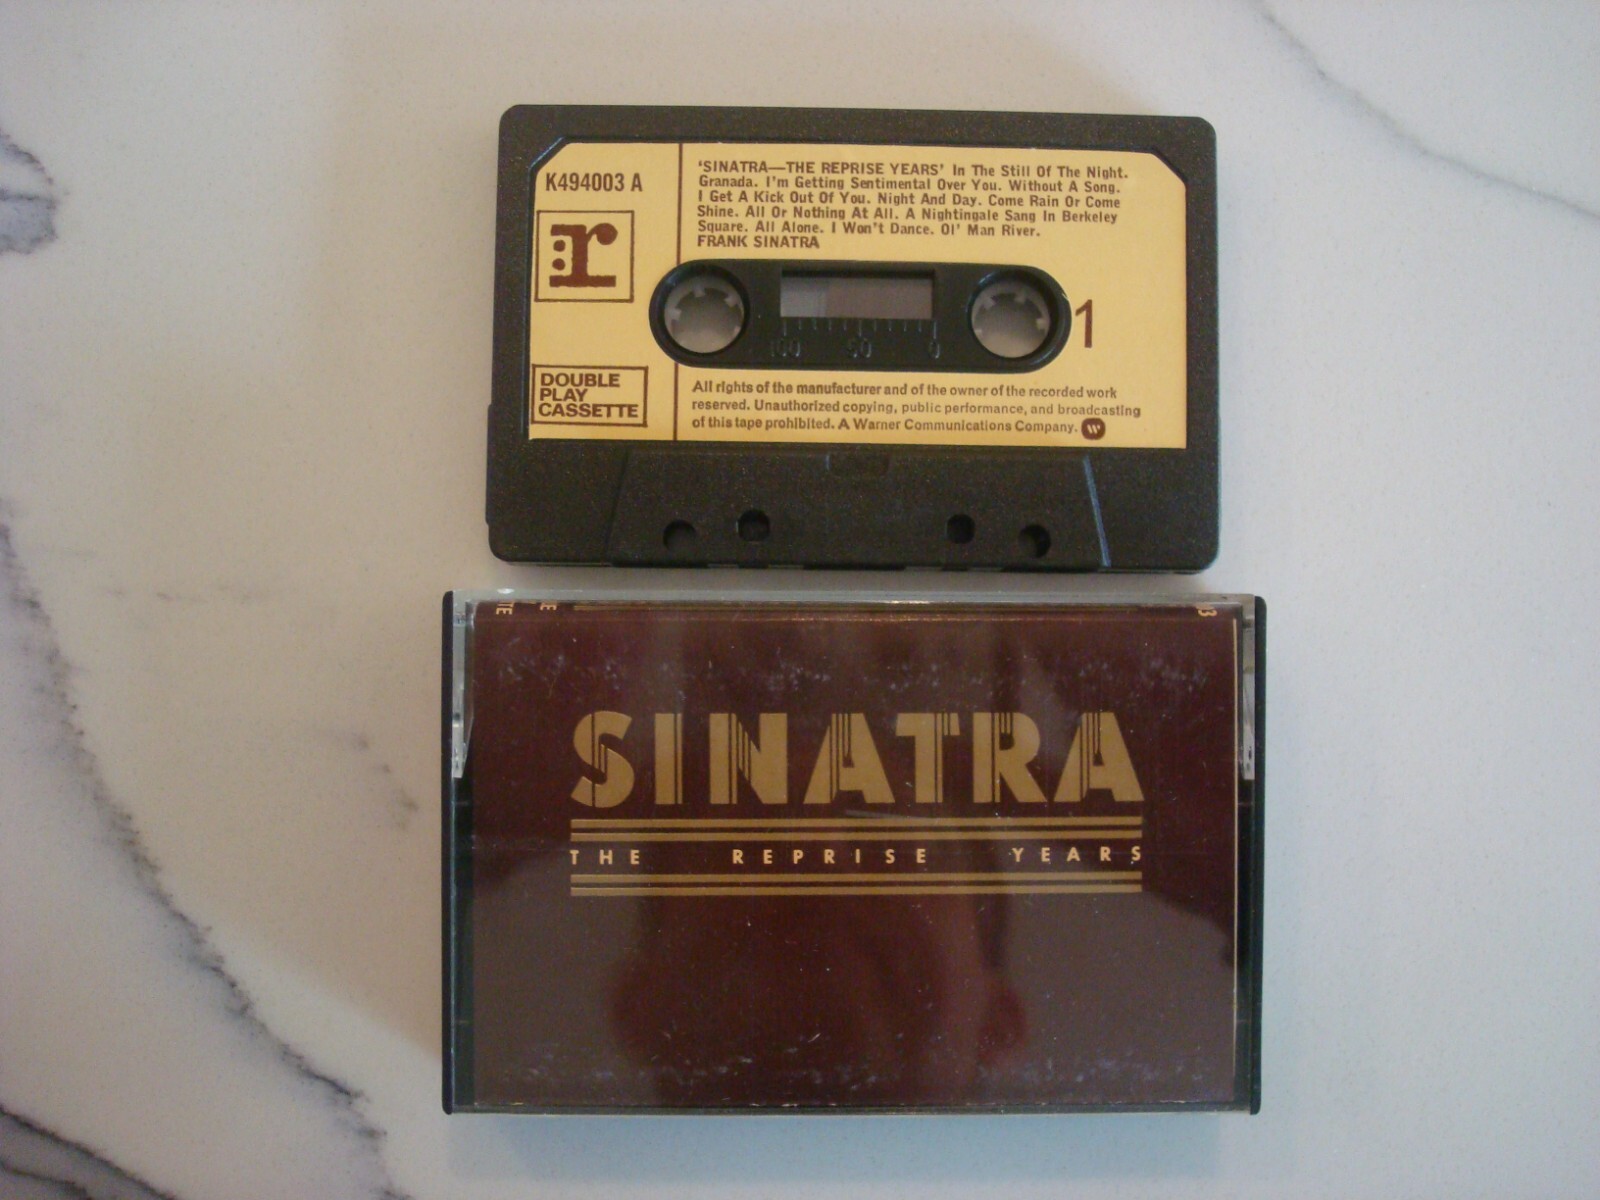 K494003 A
:r
DOUBLE
PLAY
CASSETTE
'SINATRA—THE REPRISE YEARS' In The Still Of The Night.
Granada. I'm Getting Sentimental Over You. Without A Song.
I Get A Kick Out Of You. Night And Day. Come Rain Or Come
Shine. All Or Nothing At All. A Nightingale Sang In Berkeley
Square. All Alone. I Won't Dance. Ol' Man River.
FRANK SINATRA
100 50 0
1
All rights of the manufacturer and of the owner of the recorded work
reserved. Unauthorized copying, public performance, and broadcasting
of this tape prohibited. A Warner Communications Company.
SINATRA
THE REPRISE YEARS